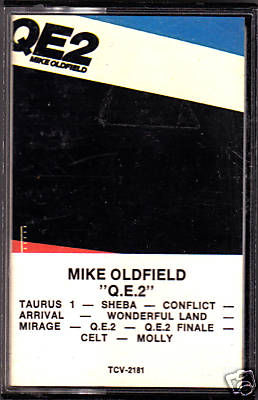 QE2
MIKE OLDFIELD
MIKE OLDFIELD
"Q.E.2"
TAURUS 1 — SHEBA — CONFLICT —
ARRIVAL — WONDERFUL LAND —
MIRAGE — Q.E.2 — Q.E.2 FINALE —
CELT — MOLLY
TCV-2181